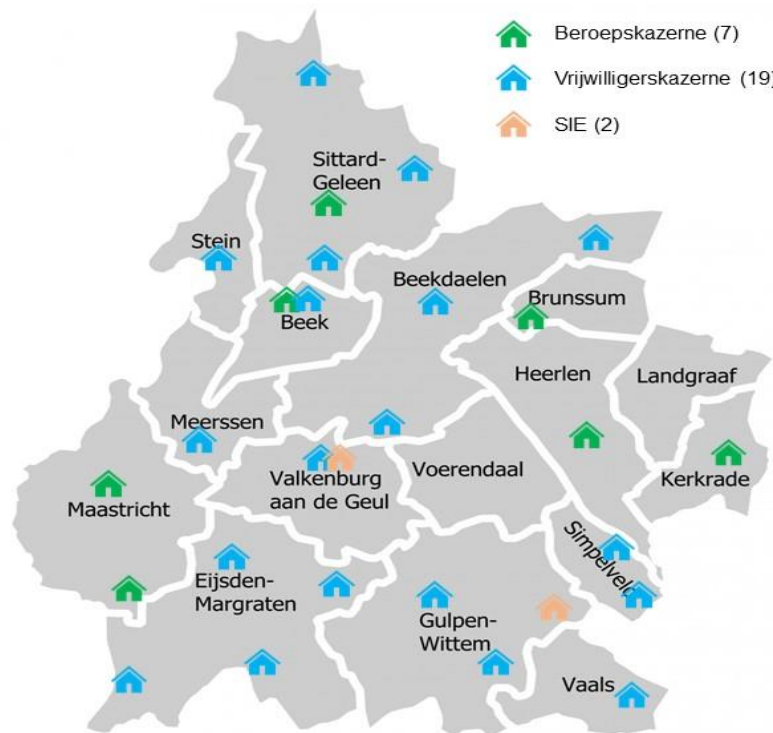 Beroepskazerne (7)
Vrijwilligerskazerne (19)
SIE (2)
Sittard-
Geleen
Stein
Beekdaelen
Brunssum
Beek
Heerlen
Landgraaf
Meerssen
Voerendaal
Kerkrade
Valkenburg
aan de Geul
Maastricht
Simpelveld
Eijsden-
Margraten
Gulpen-
Wittem
Vaals